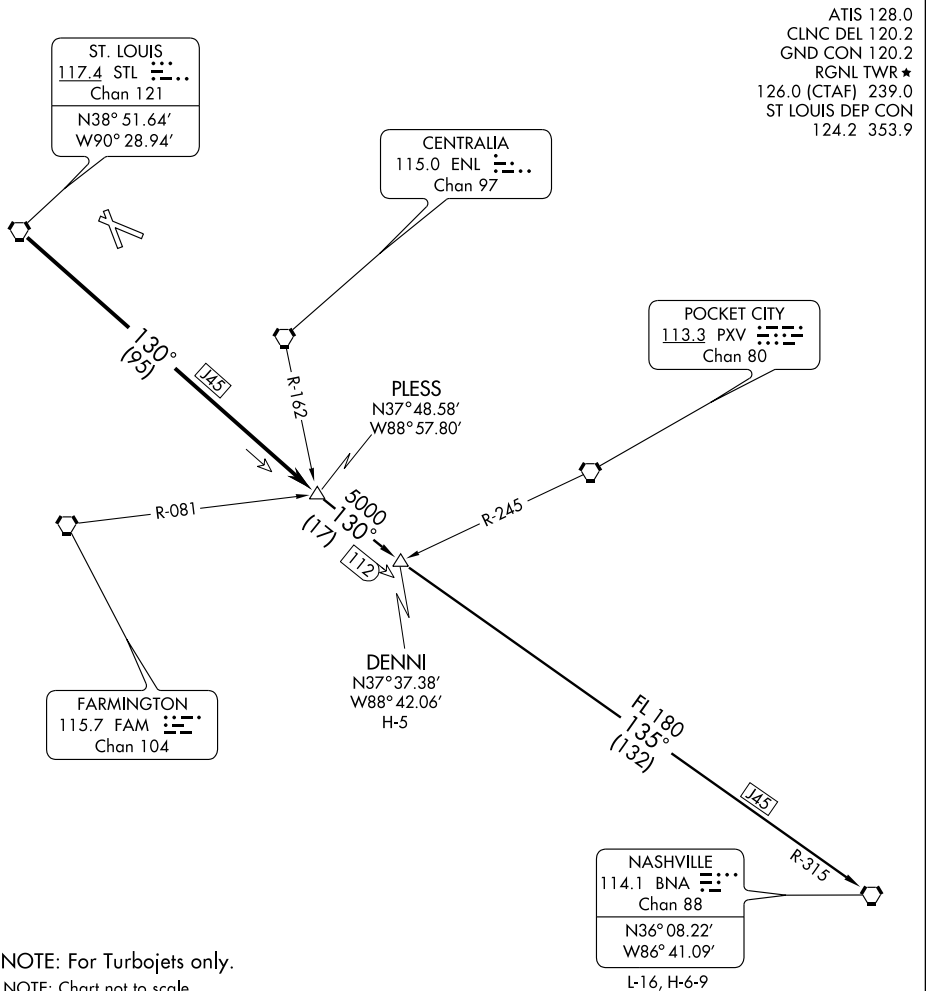 ATIS 128.0
CLNC DEL 120.2
GND CON 120.2
RGNL TWR★
126.0 (CTAF) 239.0
ST LOUIS DEP CON
124.2 353.9
ST. LOUIS
117.4 STL
Chan 121
N38° 51.64′
W90° 28.94′
CENTRALIA
115.0 ENL
Chan 97
POCKET CITY
113.3 PXV
Chan 80
130°
(95)
J45
R-162
PLESS
N37° 48.58′
W88° 57.80′
R-081
5000
130°
(17)
112
R-245
DENNI
N37° 37.38′
W88° 42.06′
H-5
FARMINGTON
115.7 FAM
Chan 104
FL 180
135°
(132)
J45
R-315
NASHVILLE
114.1 BNA
Chan 88
N36° 08.22′
W86° 41.09′
L-16, H-6-9
NOTE: For Turbojets only.
NOTE: Chart not to scale